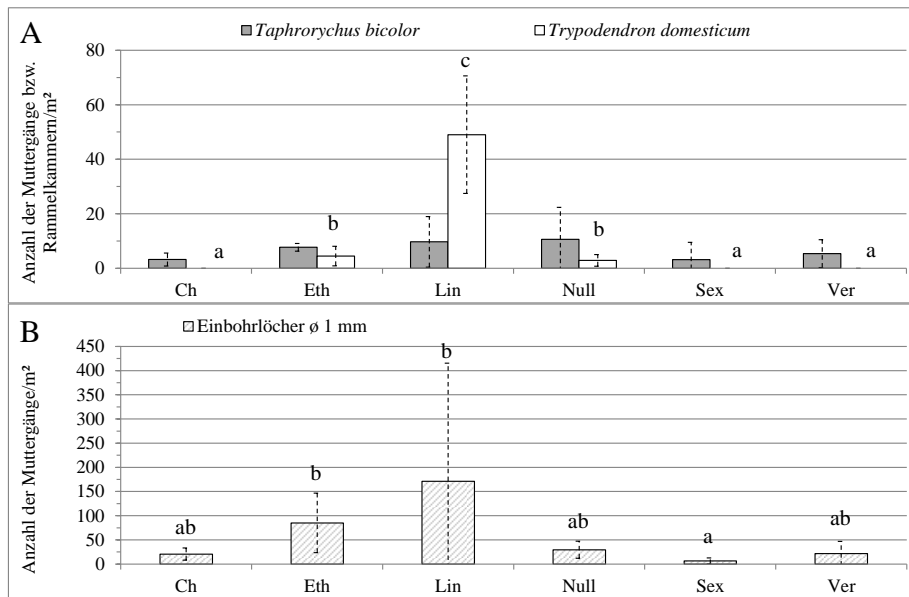 A
Taphrorychus bicolor
Trypodendron domesticum
Anzahl der Muttergänge bzw.
Rammelkammern/m²
80
60
40
20
0
a
b
c
b
a
a
Ch
Eth
Lin
Null
Sex
Ver
B
Einbohrlöcher ø 1 mm
Anzahl der Muttergänge/m²
450
400
350
300
250
200
150
100
50
0
ab
b
b
ab
a
ab
Ch
Eth
Lin
Null
Sex
Ver